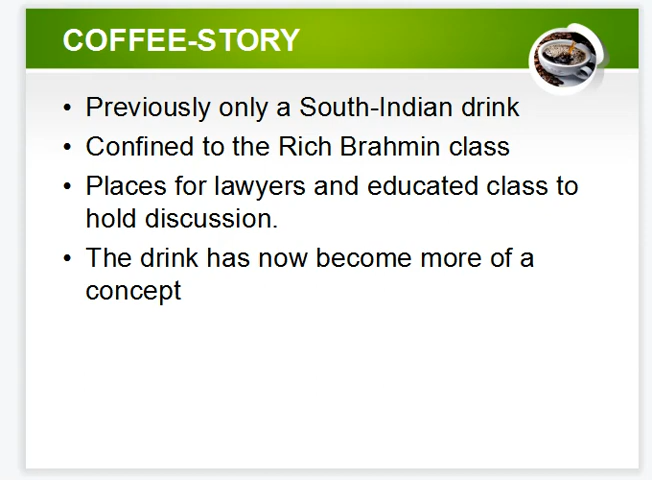 COFFEE-STORY
• Previously only a South-Indian drink
• Confined to the Rich Brahmin class
• Places for lawyers and educated class to
hold discussion.
• The drink has now become more of a
concept